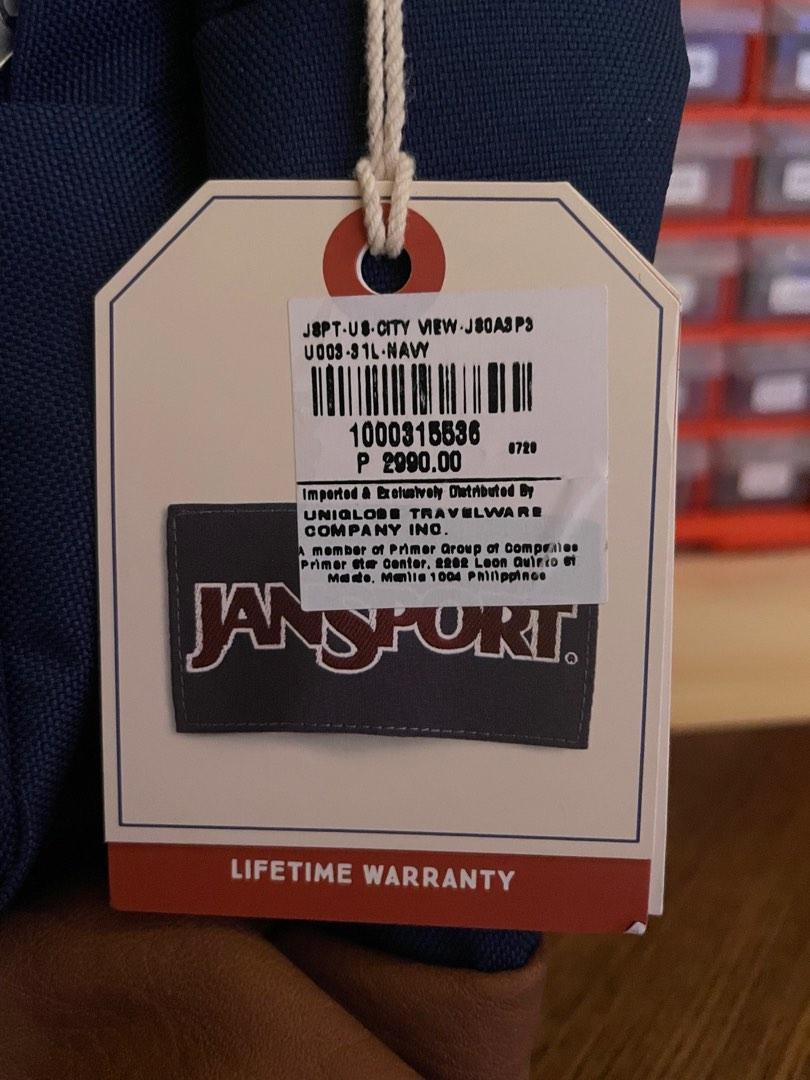 JSPT-US-CITY VIEW-JS0A3P3
U003-31L-NAVY
1000315536
0720
P 2990.00
Imported & Exclusively Distributed By
UNIGLOBE TRAVELWARE
COMPANY INC.
A member of Primer Group of Companies
Primer Star Center, 2282 Leon Guinto St
Malate, Manila 1004 Philippines
JANSPORT®
LIFETIME WARRANTY